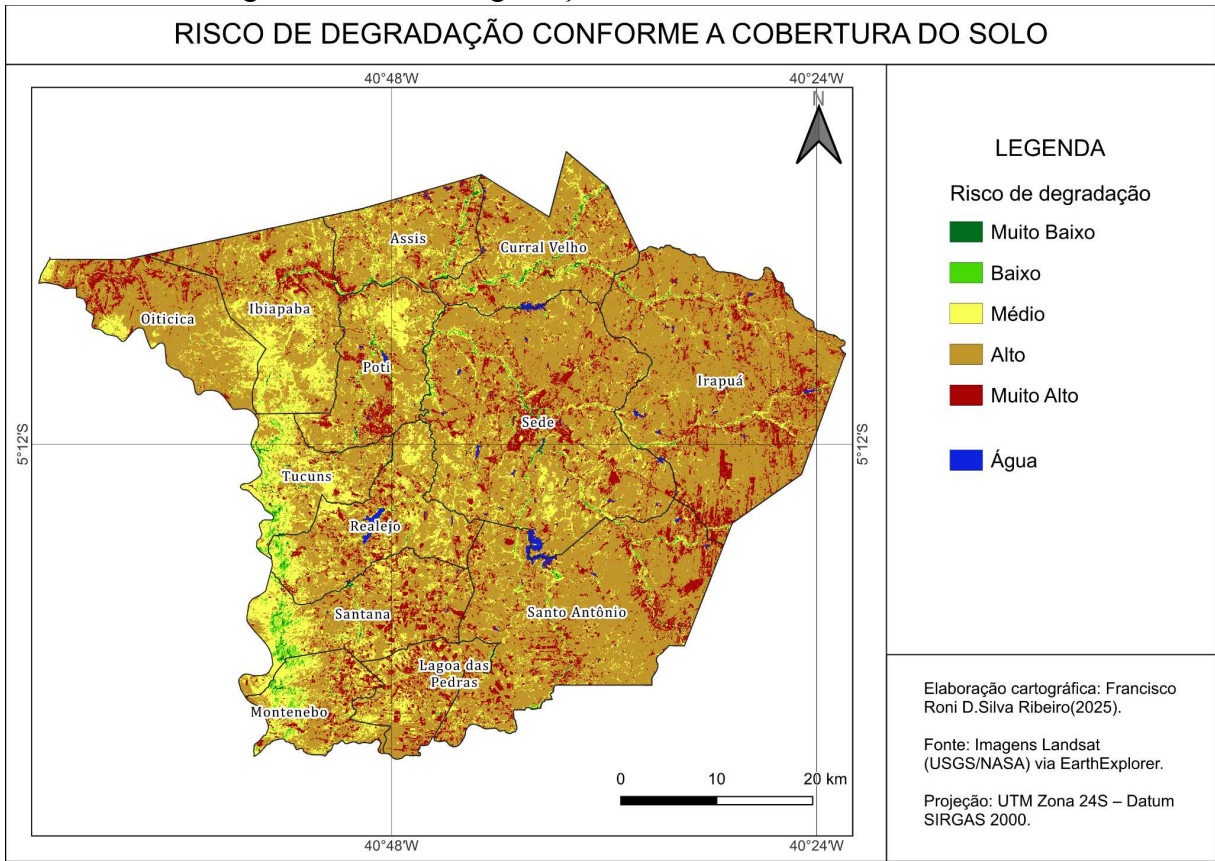 RISCO DE DEGRADAÇÃO CONFORME A COBERTURA DO SOLO
40°48'W
40°24'W
N
LEGENDA
Risco de degradação
Muito Baixo
Baixo
Médio
Alto
Muito Alto
Água
Assis
Curral Velho
Ibiapaba
Oiticica
Poti
Irapuá
Sede
5°12'S
5°12'S
Tucuns
Realejo
Santana
Santo Antônio
Lagoa das
Pedras
Montenebo
0 10 20 km
40°48'W
40°24'W
Elaboração cartográfica: Francisco
Roni D.Silva Ribeiro(2025).
Fonte: Imagens Landsat
(USGS/NASA) via EarthExplorer.
Projeção: UTM Zona 24S – Datum
SIRGAS 2000.